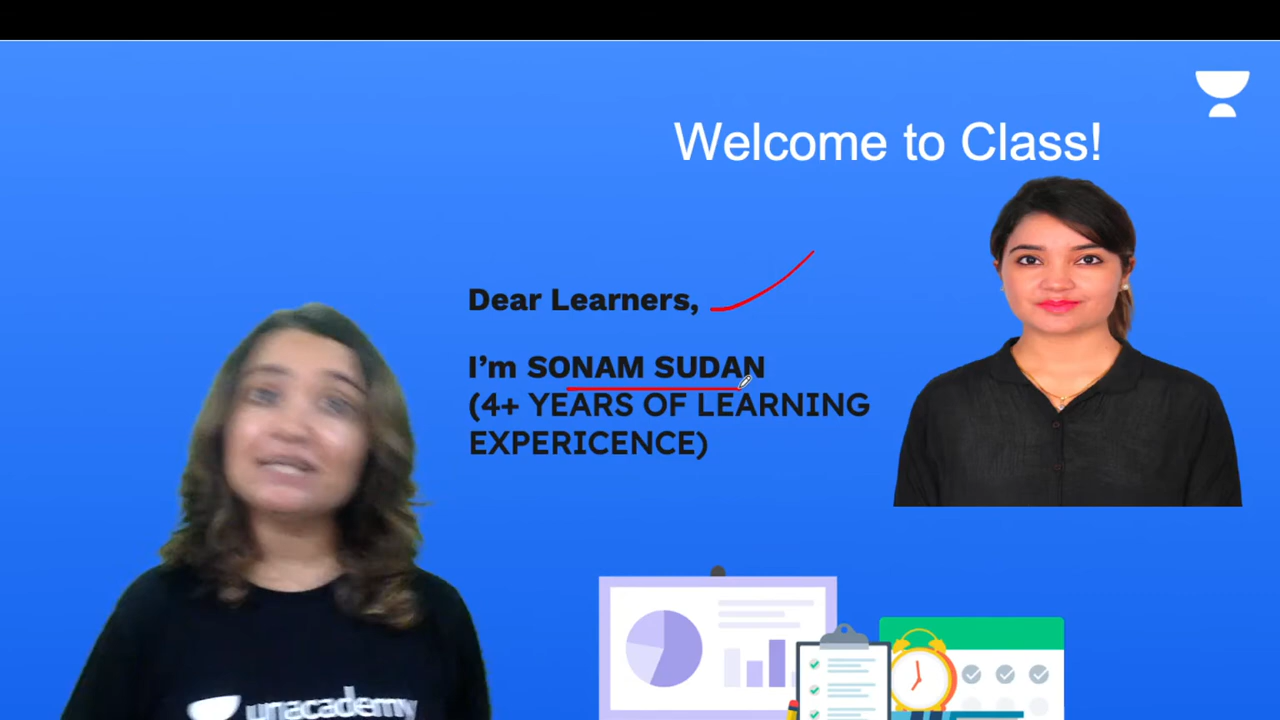 Welcome to Class!
Dear Learners,
I'm SONAM SUDAN
(4+ YEARS OF LEARNING
EXPERICENCE)
unacademy